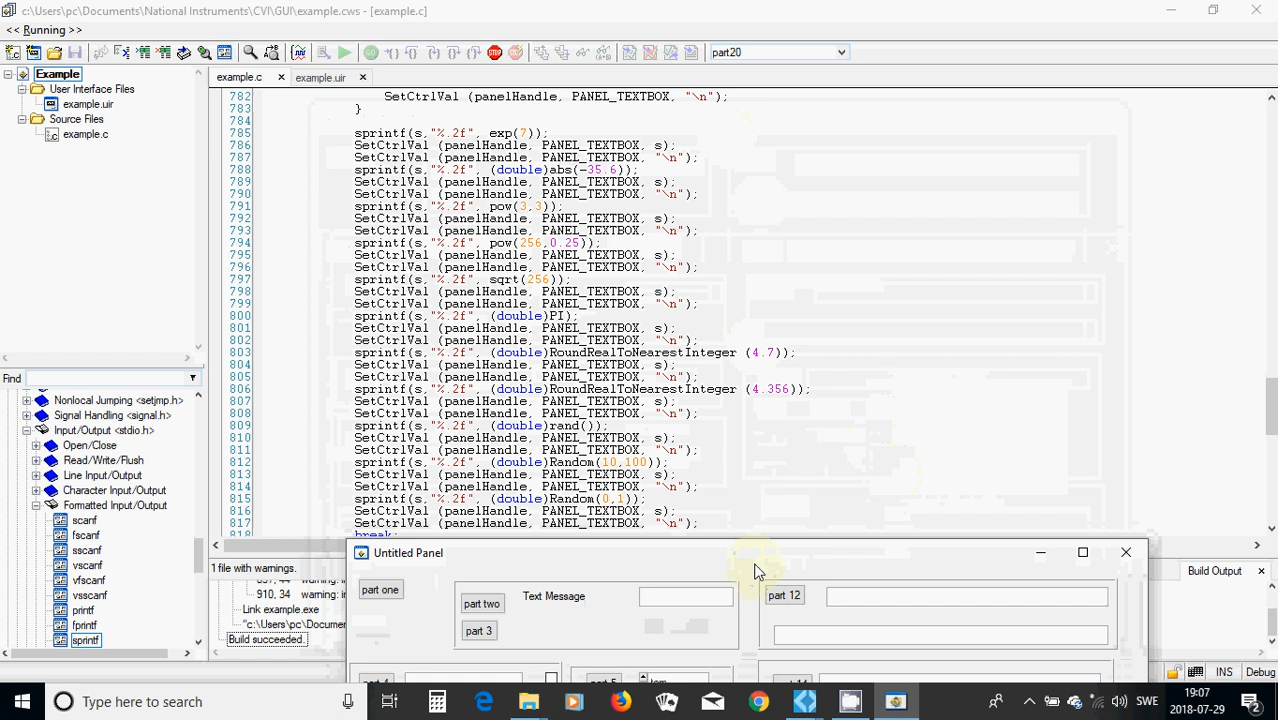 c:\Users\pc\Documents\National Instruments\CVI\GUI\example.cws - [example.c]
<< Running >>
part20
Example
User Interface Files
example.uir
Source Files
example.c
example.c
example.uir
782 SetCtrlVal (panelHandle, PANEL_TEXTBOX, "\n");
783 }
784
785 sprintf(s,"%.2f", exp(7));
786 SetCtrlVal (panelHandle, PANEL_TEXTBOX, s);
787 SetCtrlVal (panelHandle, PANEL_TEXTBOX, "\n");
788 sprintf(s,"%.2f", (double)abs(-35.6));
789 SetCtrlVal (panelHandle, PANEL_TEXTBOX, s);
790 SetCtrlVal (panelHandle, PANEL_TEXTBOX, "\n");
791 sprintf(s,"%.2f", pow(3,3));
792 SetCtrlVal (panelHandle, PANEL_TEXTBOX, s);
793 SetCtrlVal (panelHandle, PANEL_TEXTBOX, "\n");
794 sprintf(s,"%.2f", pow(256,0.25));
795 SetCtrlVal (panelHandle, PANEL_TEXTBOX, s);
796 SetCtrlVal (panelHandle, PANEL_TEXTBOX, "\n");
797 sprintf(s,"%.2f", sqrt(256));
798 SetCtrlVal (panelHandle, PANEL_TEXTBOX, s);
799 SetCtrlVal (panelHandle, PANEL_TEXTBOX, "\n");
800 sprintf(s,"%.2f", (double)PI);
801 SetCtrlVal (panelHandle, PANEL_TEXTBOX, s);
802 SetCtrlVal (panelHandle, PANEL_TEXTBOX, "\n");
803 sprintf(s,"%.2f", (double)RoundRealToNearestInteger (4.7));
804 SetCtrlVal (panelHandle, PANEL_TEXTBOX, s);
805 SetCtrlVal (panelHandle, PANEL_TEXTBOX, "\n");
806 sprintf(s,"%.2f", (double)RoundRealToNearestInteger (4.356));
807 SetCtrlVal (panelHandle, PANEL_TEXTBOX, s);
808 SetCtrlVal (panelHandle, PANEL_TEXTBOX, "\n");
809 sprintf(s,"%.2f", (double)rand());
810 SetCtrlVal (panelHandle, PANEL_TEXTBOX, s);
811 SetCtrlVal (panelHandle, PANEL_TEXTBOX, "\n");
812 sprintf(s,"%.2f", (double)Random(10,100));
813 SetCtrlVal (panelHandle, PANEL_TEXTBOX, s);
814 SetCtrlVal (panelHandle, PANEL_TEXTBOX, "\n");
815 sprintf(s,"%.2f", (double)Random(0,1));
816 SetCtrlVal (panelHandle, PANEL_TEXTBOX, s);
817 SetCtrlVal (panelHandle, PANEL_TEXTBOX, "\n");
818 break;
Find
Nonlocal Jumping <setjmp.h>
Signal Handling <signal.h>
Input/Output <stdio.h>
Open/Close
Read/Write/Flush
Line Input/Output
Character Input/Output
Formatted Input/Output
scanf
fscanf
sscanf
vscanf
vfscanf
vsscanf
printf
fprintf
sprintf
1 file with warnings.
910, 34 warning: in
Link example.exe
"c:\Users\pc\Docume
Build succeeded.
Build Output
Untitled Panel
part one
part two
Text Message
part 3
part 12
INS
Debug
Type here to search
SWE
19:07
2018-07-29
2